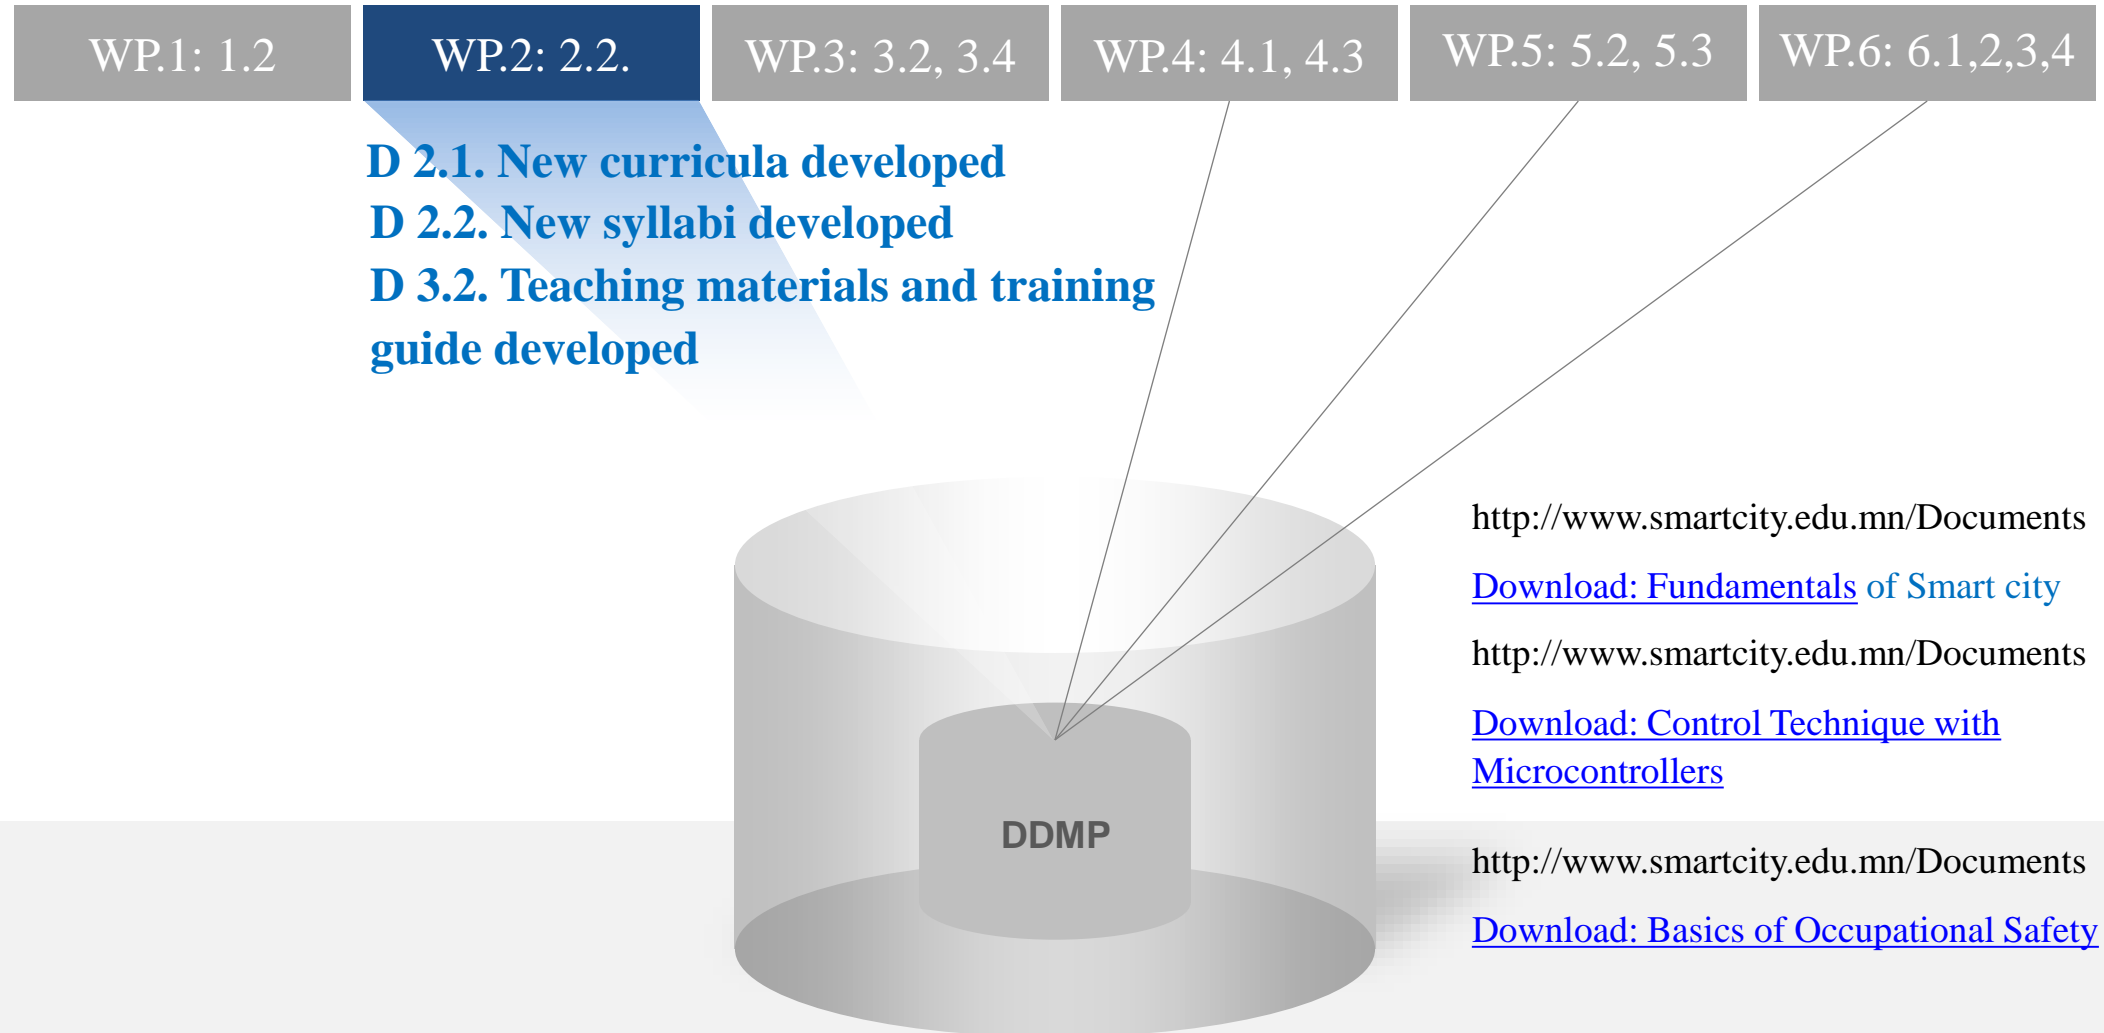 WP.1: 1.2
WP.2: 2.2.
WP.3: 3.2, 3.4
WP.4: 4.1, 4.3
WP.5: 5.2, 5.3
WP.6: 6.1,2,3,4
D 2.1. New curricula developed
D 2.2. New syllabi developed
D 3.2. Teaching materials and training
guide developed
DDMP
http://www.smartcity.edu.mn/Documents
Download: Fundamentals of Smart city
http://www.smartcity.edu.mn/Documents
Download: Control Technique with
Microcontrollers
http://www.smartcity.edu.mn/Documents
Download: Basics of Occupational Safety